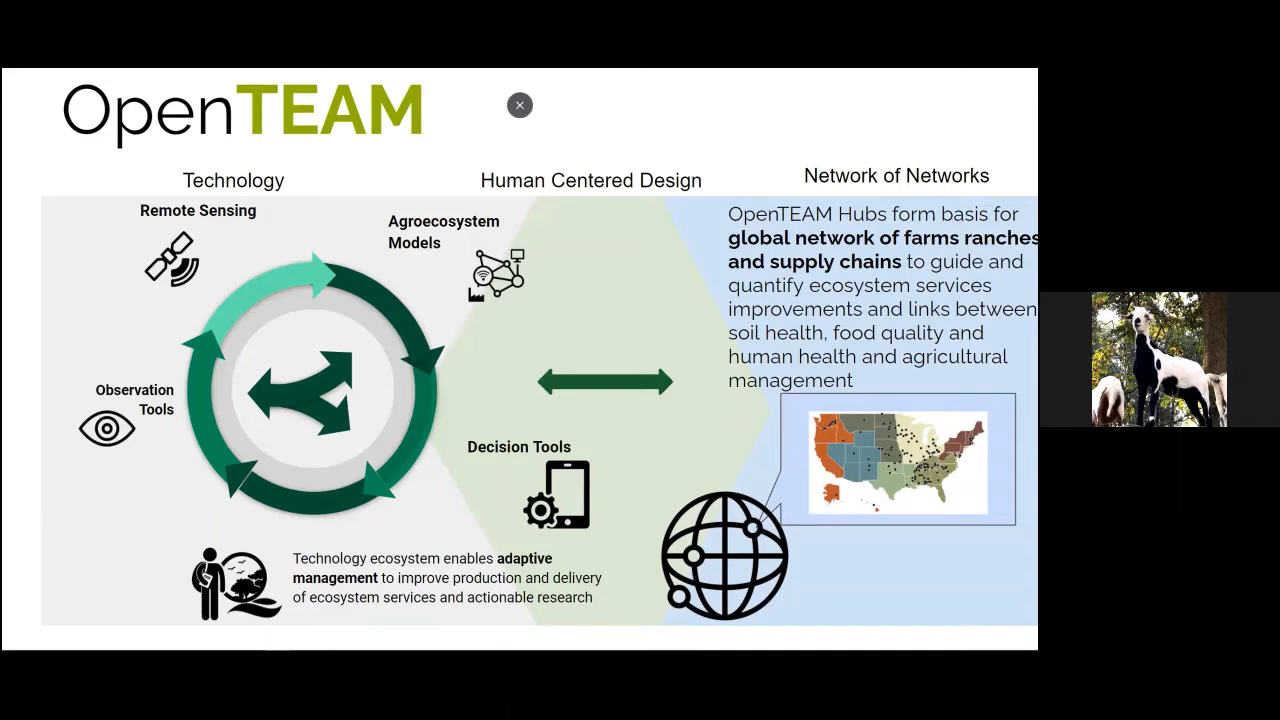 OpenTEAM
Technology
Human Centered Design
Network of Networks
Remote Sensing
Agroecosystem
Models
Observation
Tools
Decision Tools
Technology ecosystem enables adaptive
management to improve production and delivery
of ecosystem services and actionable research
OpenTEAM Hubs form basis for
global network of farms ranches
and supply chains to guide and
quantify ecosystem services
improvements and links between
soil health, food quality and
human health and agricultural
management